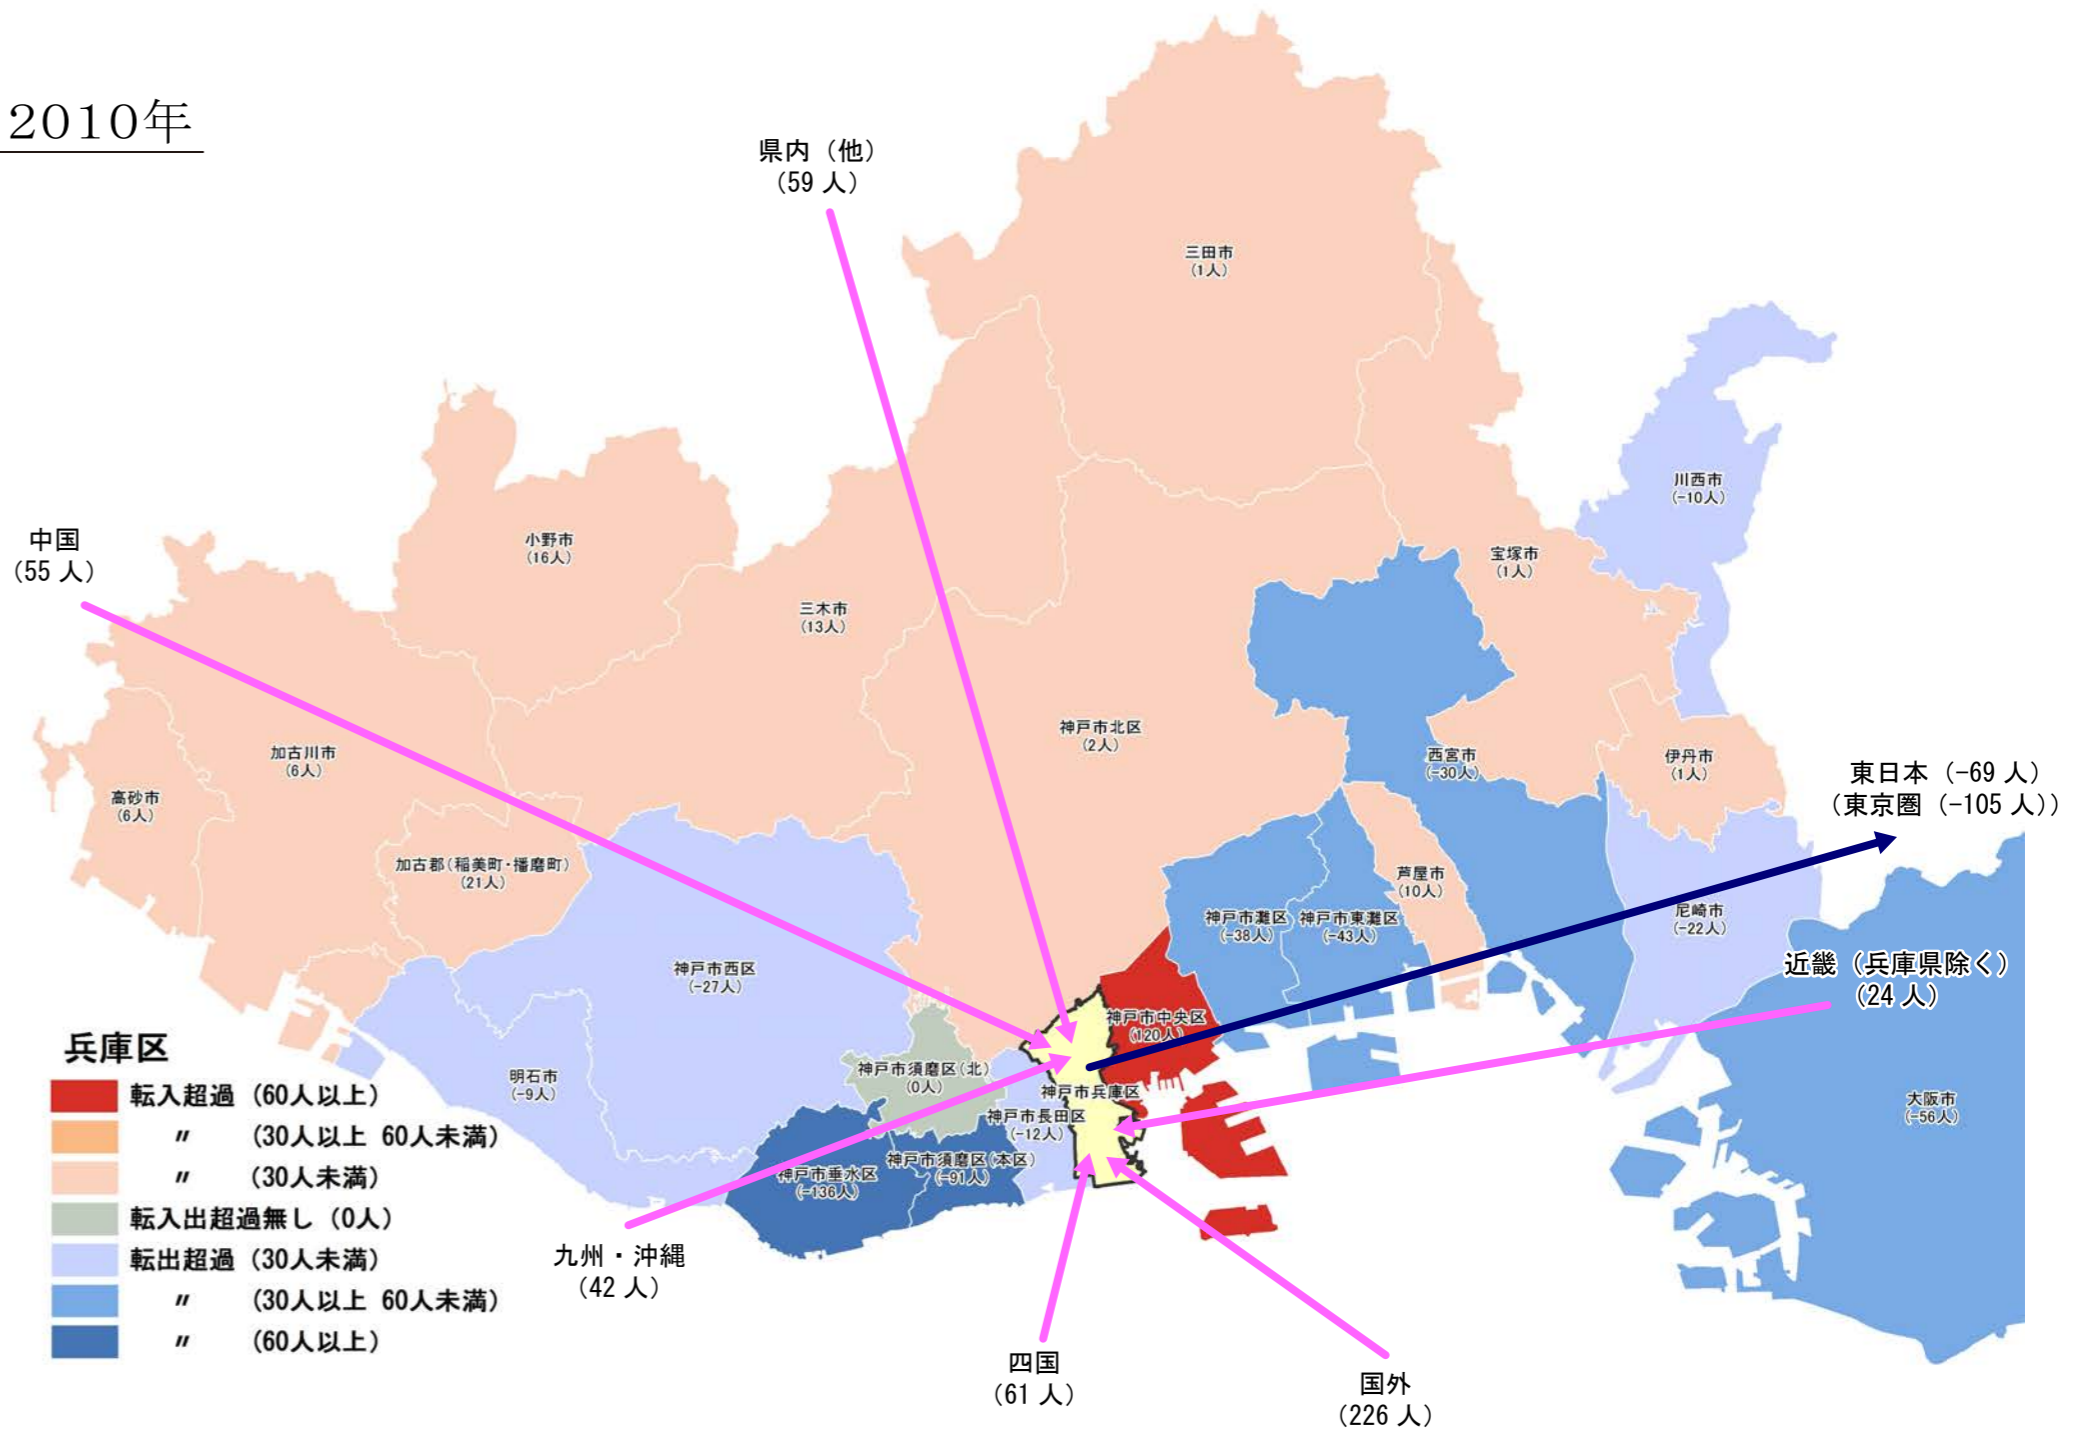 2010年
県内（他）
（59 人）
三田市
（1人）
川西市
（-10人）
中国
（55 人）
小野市
（16人）
宝塚市
（1人）
三木市
（13人）
神戸市北区
（2人）
加古川市
（6人）
西宮市
（-30人）
伊丹市
（1人）
東日本（-69 人）
（東京圏（-105 人））
高砂市
（6人）
加古郡（稲美町・播磨町）
（21人）
芦屋市
（10人）
神戸市灘区
（-38人）
神戸市東灘区
（-43人）
尼崎市
（-22人）
神戸市西区
（-27人）
近畿（兵庫県除く）
（24 人）
神戸市中央区
（120人）
神戸市須磨区（北）
（0人）
明石市
（-9人）
神戸市兵庫区
神戸市長田区
（-12人）
大阪市
（-56人）
神戸市垂水区
（-136人）
神戸市須磨区（本区）
（-91人）
兵庫区
転入超過（60人以上）
〃（30人以上 60人未満）
〃（30人未満）
転入出超過無し（0人）
転出超過（30人未満）
〃（30人以上 60人未満）
〃（60人以上）
九州・沖縄
（42 人）
四国
（61 人）
国外
（226 人）